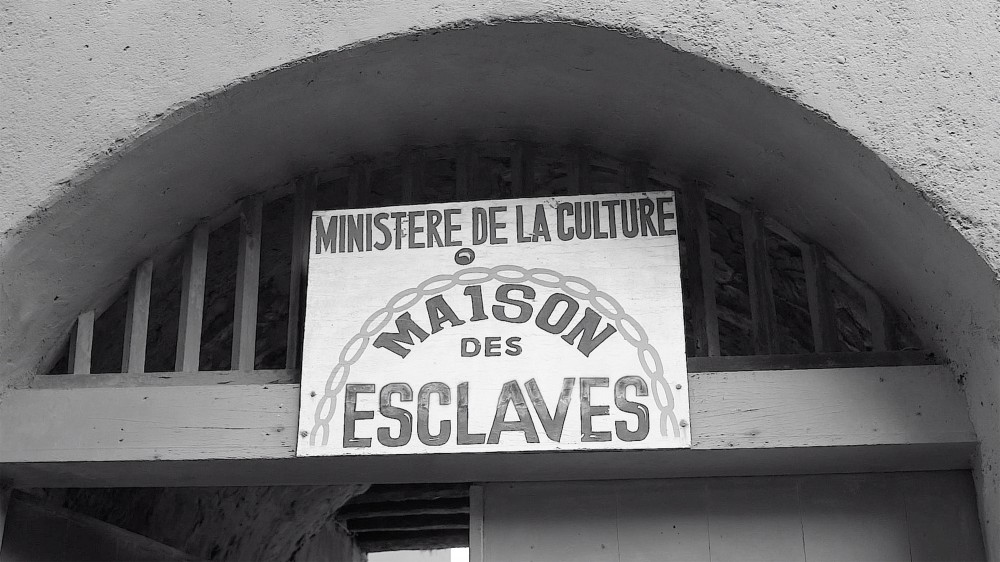 MINISTERE DE LA CULTURE
MAISON
DES
ESCLAVES